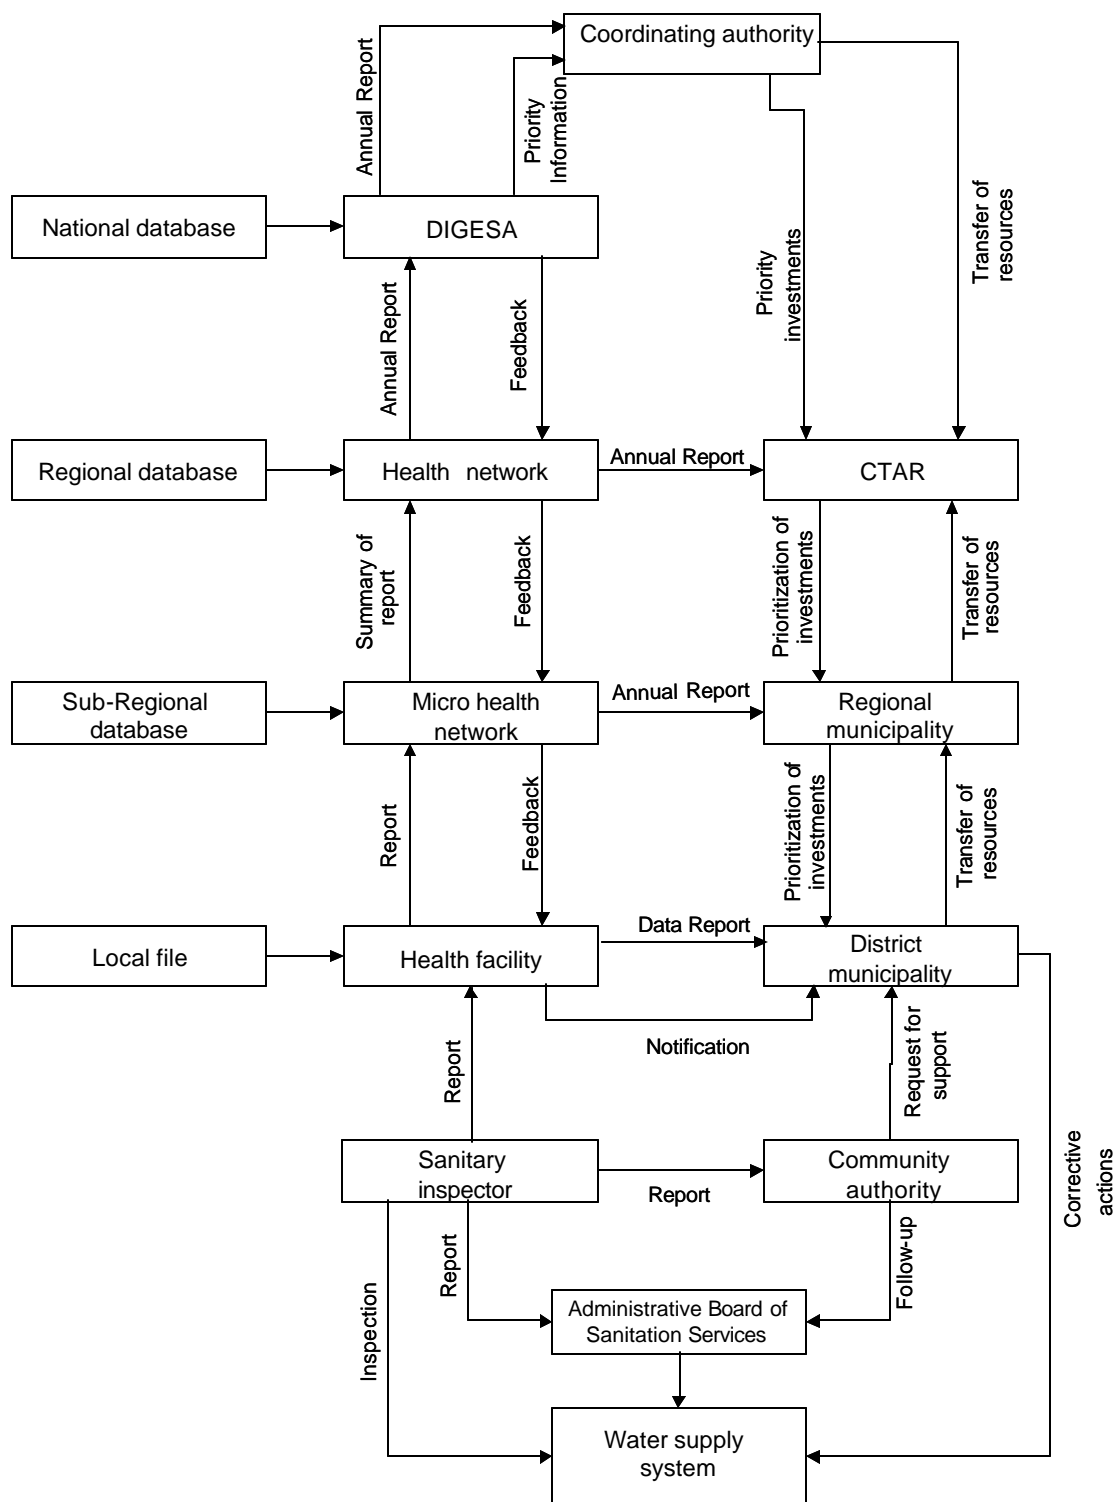 Coordinating authority
Annual Report
Priority
Information
National database
DIGESA
Priority
investments
Transfer of
resources
Annual Report
Feedback
Regional database
Health network
Annual Report
CTAR
Summary of
report
Feedback
Prioritization of
investments
Transfer of
resources
Sub-Regional
database
Micro health
network
Annual Report
Regional
municipality
Report
Feedback
Prioritization of
investments
Transfer of
resources
Local file
Health facility
Data Report
District
municipality
Notification
Report
Request for
support
Sanitary
inspector
Report
Community
authority
Corrective
actions
Inspection
Report
Administrative Board of
Sanitation Services
Follow-up
Water supply
system